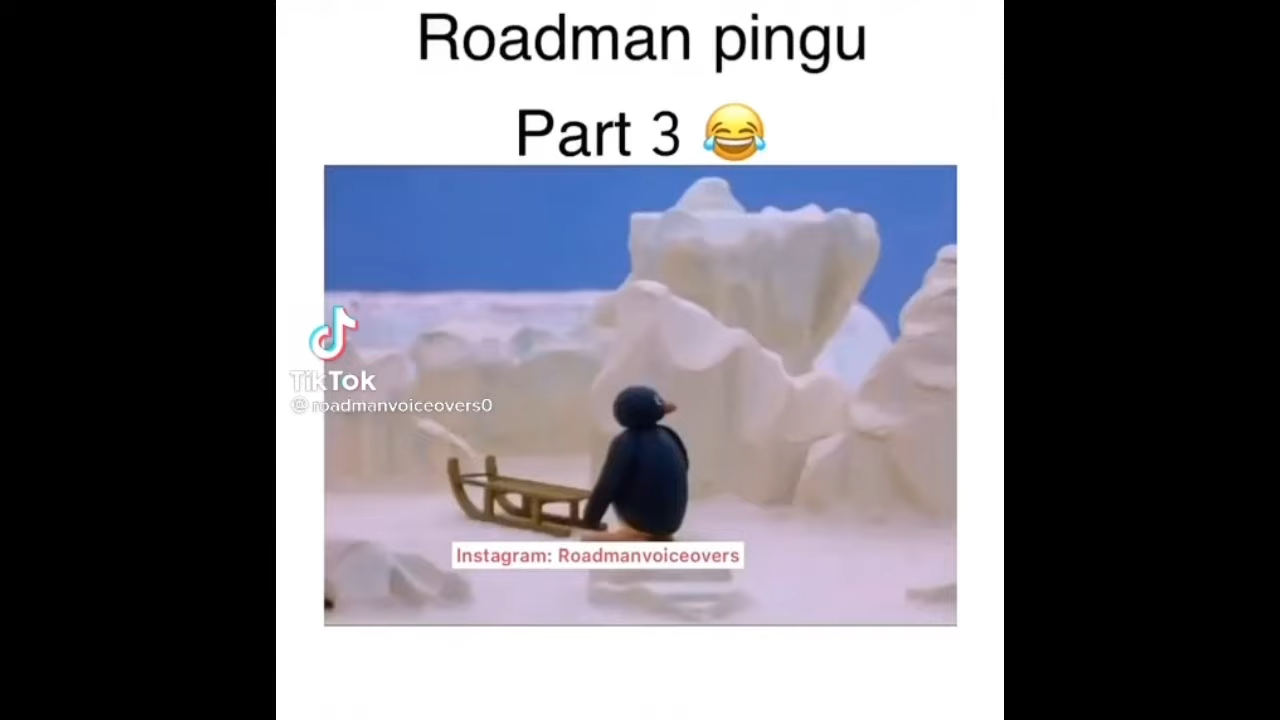 Roadman pingu
Part 3 😂
TikTok
@roadmanvoiceovers0
Instagram: Roadmanvoiceovers